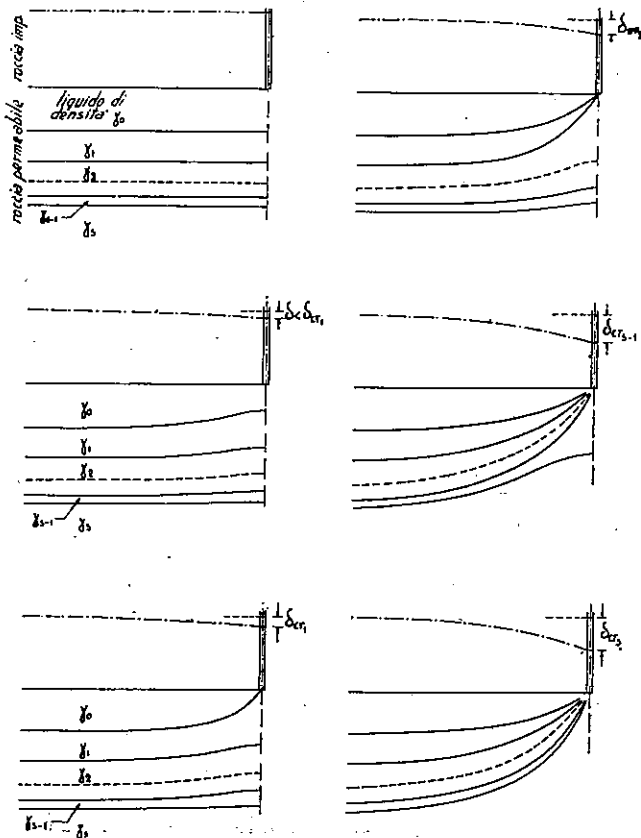 roccia imp.
roccia permeabile
liquido di
densità γ₀
γ₁
γ₂
γₛ₋₁
γₛ
δ<δcr₁
γ₀
γ₁
γ₂
γₛ₋₁
γₛ
δcr₁
γ₀
γ₁
γ₂
γₛ₋₁
γₛ
δcrₛ₋₁
δcrₛ